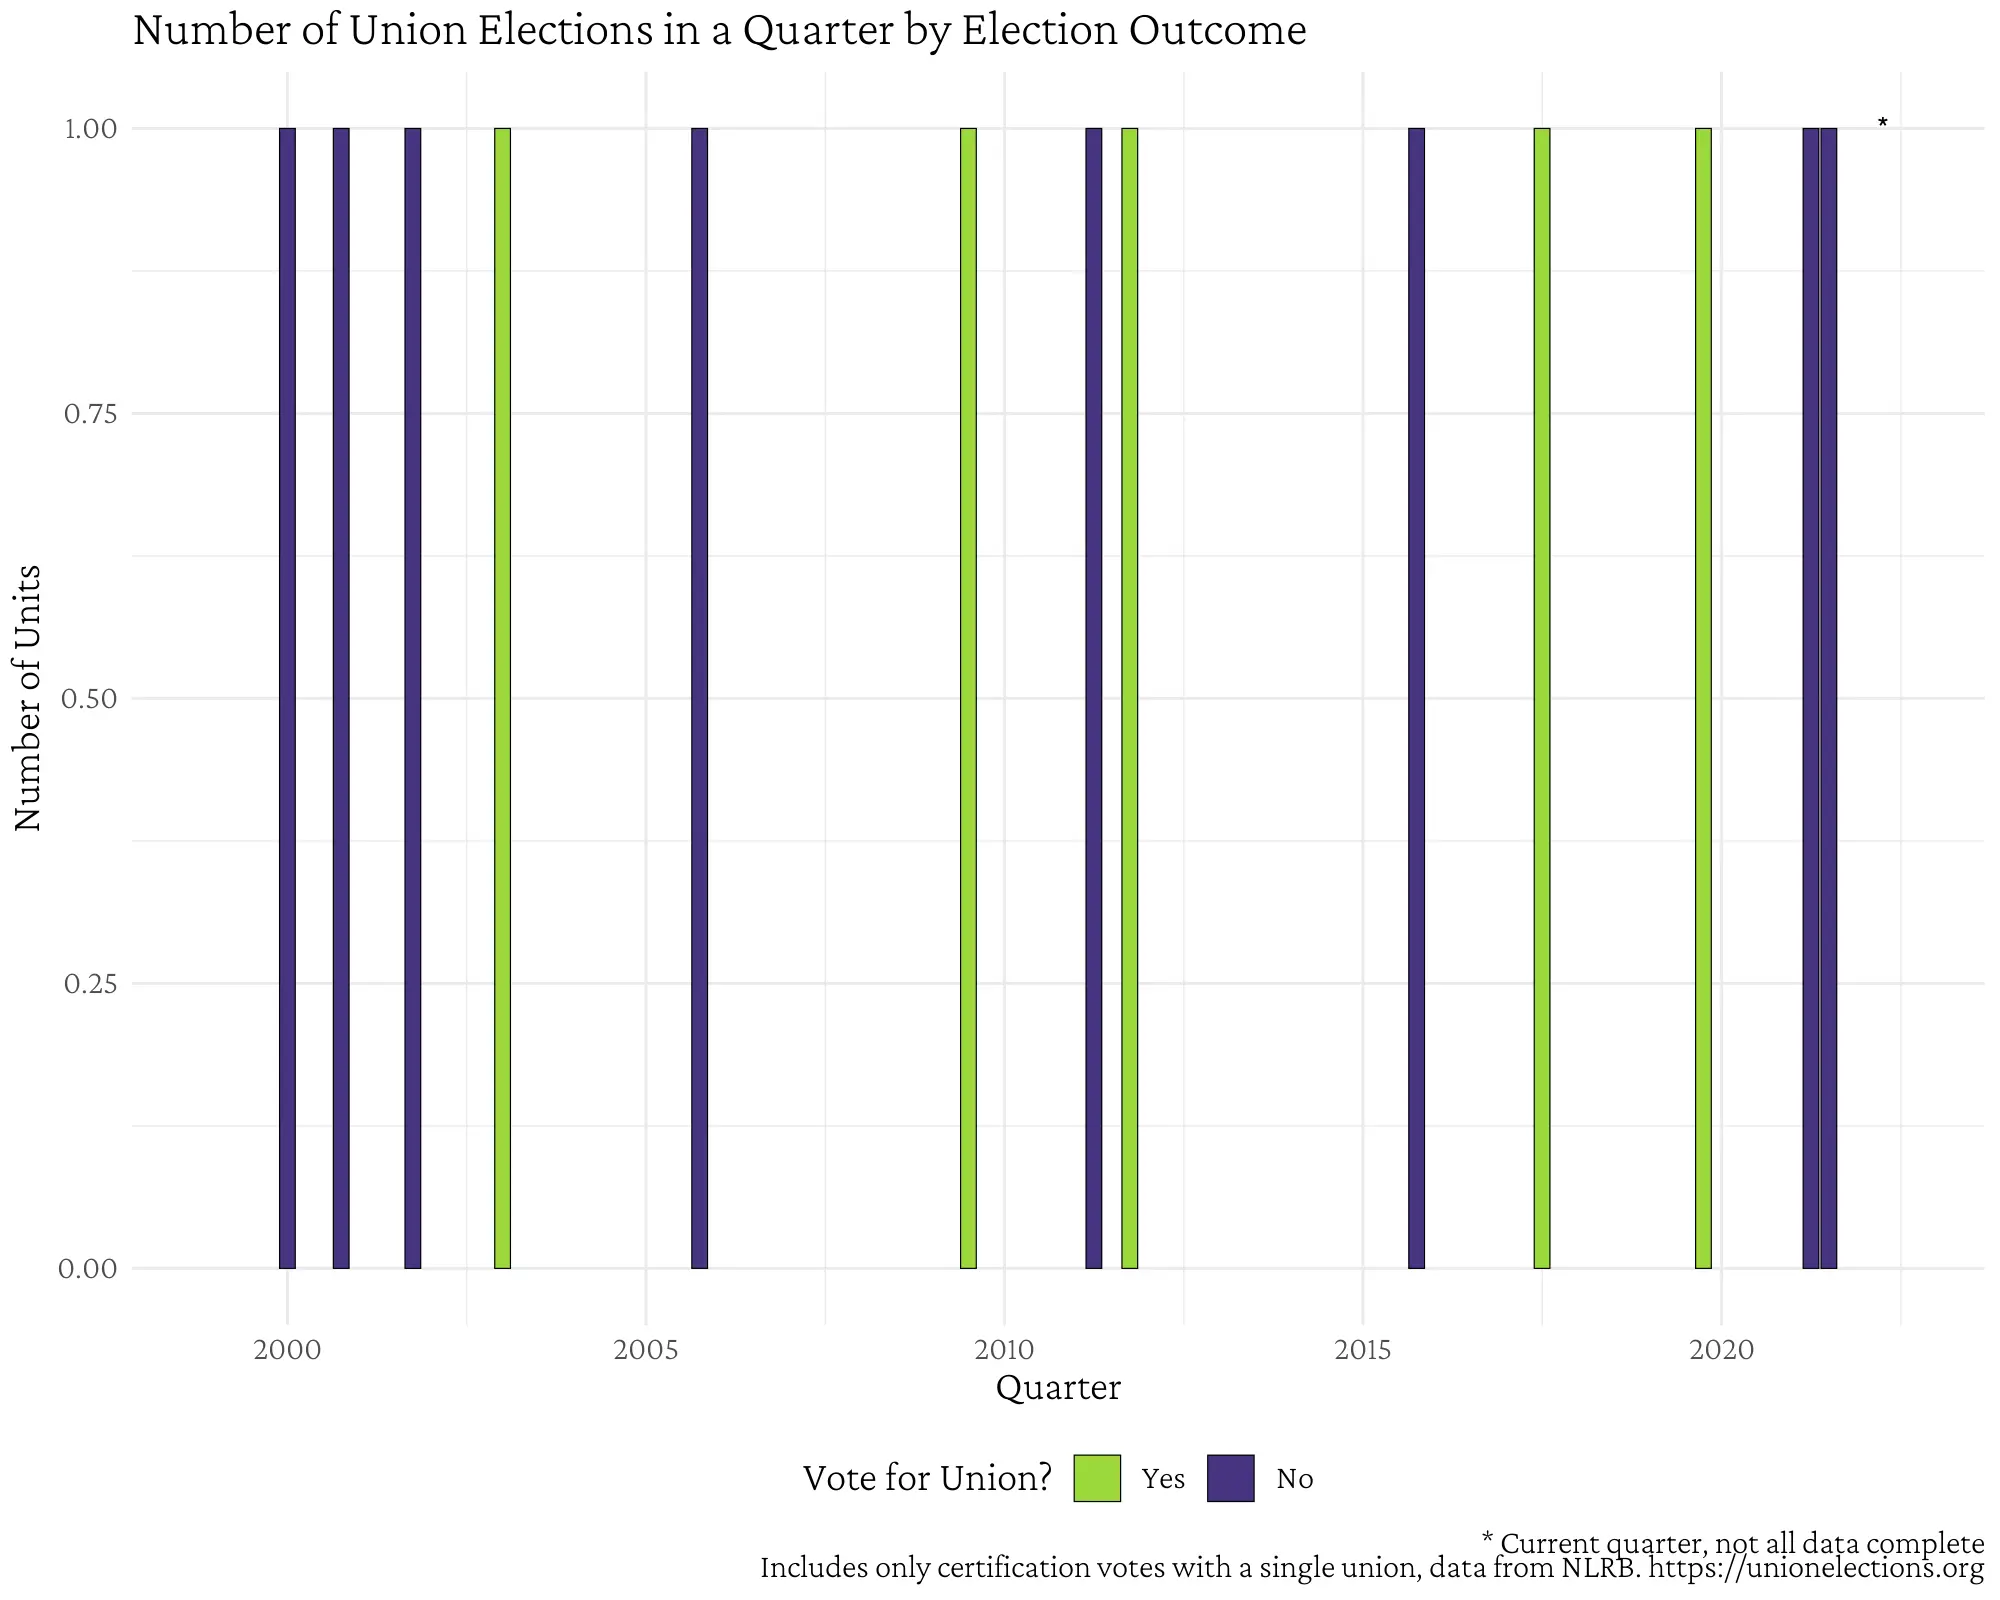 Number of Union Elections in a Quarter by Election Outcome
*
1.00
0.75
0.50
0.25
0.00
Number of Units
2000 2005 2010 2015 2020
Quarter
Vote for Union? Yes No
* Current quarter, not all data complete
Includes only certification votes with a single union, data from NLRB. https://unionelections.org